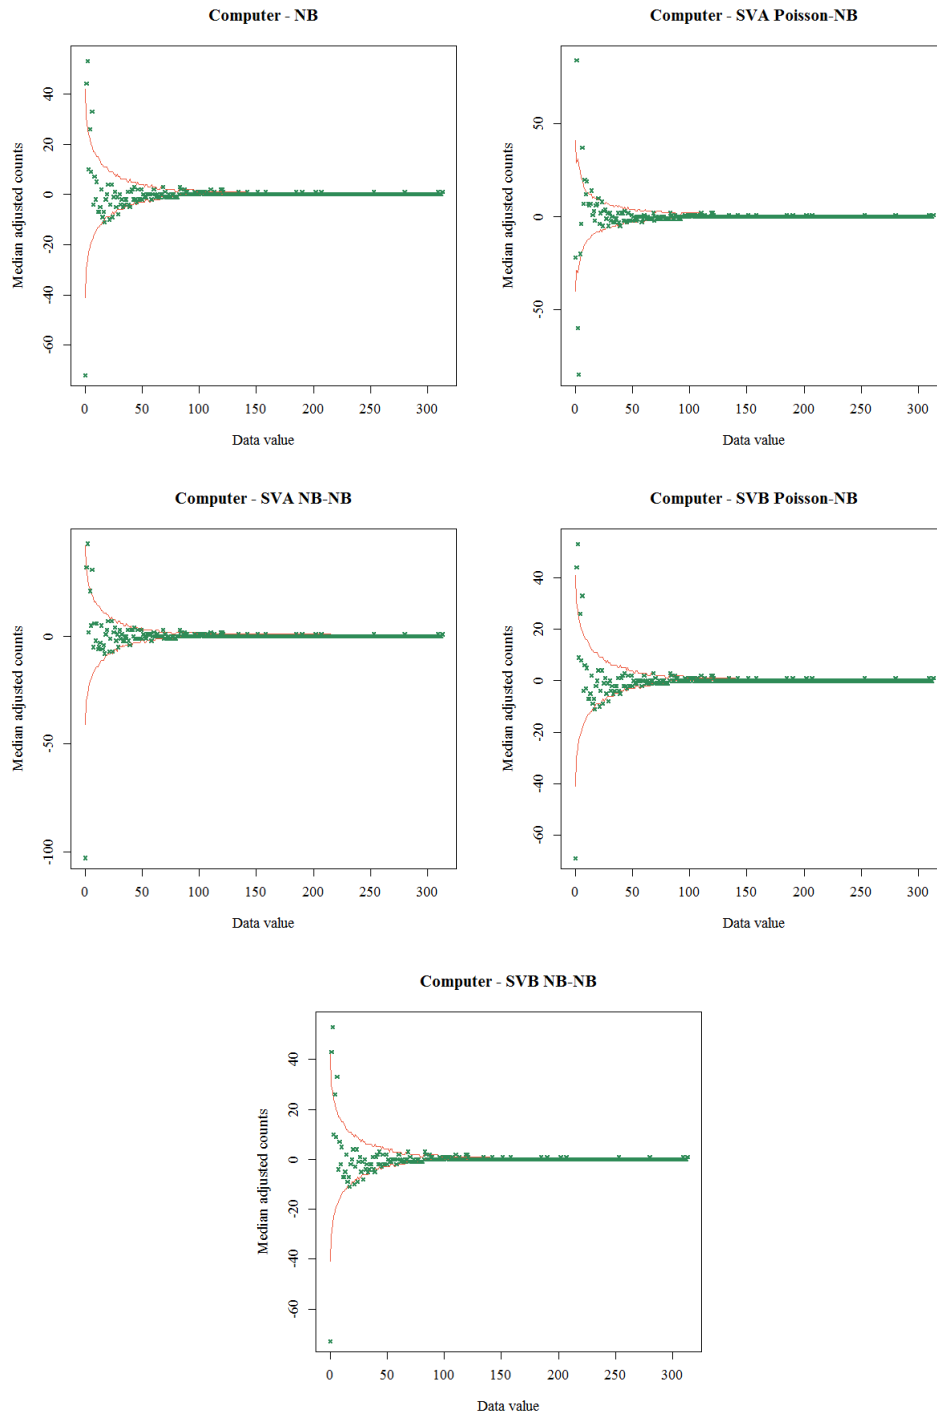 Computer - NB
Median adjusted counts
40
20
0
-20
-40
-60
0 50 100 150 200 250 300
Data value
Computer - SVA Poisson-NB
Median adjusted counts
50
0
-50
0 50 100 150 200 250 300
Data value
Computer - SVA NB-NB
Median adjusted counts
0
-50
-100
0 50 100 150 200 250 300
Data value
Computer - SVB Poisson-NB
Median adjusted counts
40
20
0
-20
-40
-60
0 50 100 150 200 250 300
Data value
Computer - SVB NB-NB
Median adjusted counts
40
20
0
-20
-40
-60
0 50 100 150 200 250 300
Data value